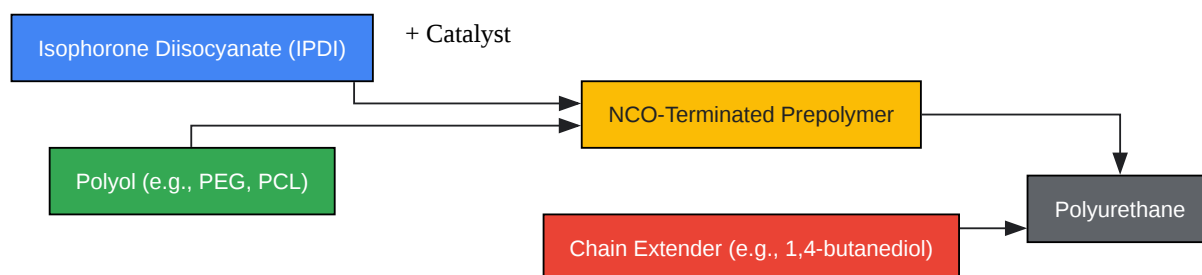 Isophorone Diisocyanate (IPDI)
+ Catalyst
NCO-Terminated Prepolymer
Polyol (e.g., PEG, PCL)
Polyurethane
Chain Extender (e.g., 1,4-butanediol)